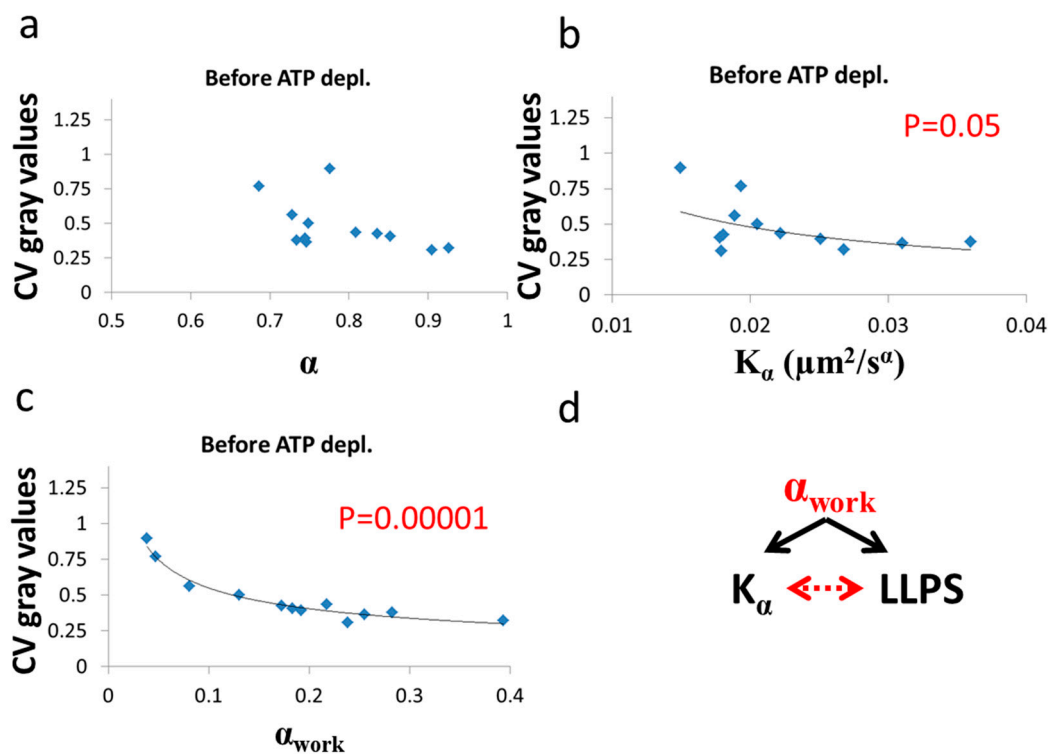 a
Before ATP depl.
CV gray values
1.25
1
0.75
0.5
0.25
0
0.5
0.6
0.7
0.8
0.9
1
α
b
Before ATP depl.
P=0.05
CV gray values
1.25
1
0.75
0.5
0.25
0
0.01
0.02
0.03
0.04
Kα (µm²/sᵅ)
c
Before ATP depl.
P=0.00001
CV gray values
1.25
1
0.75
0.5
0.25
0
0
0.1
0.2
0.3
0.4
αwork
d
αwork
Kα
LLPS